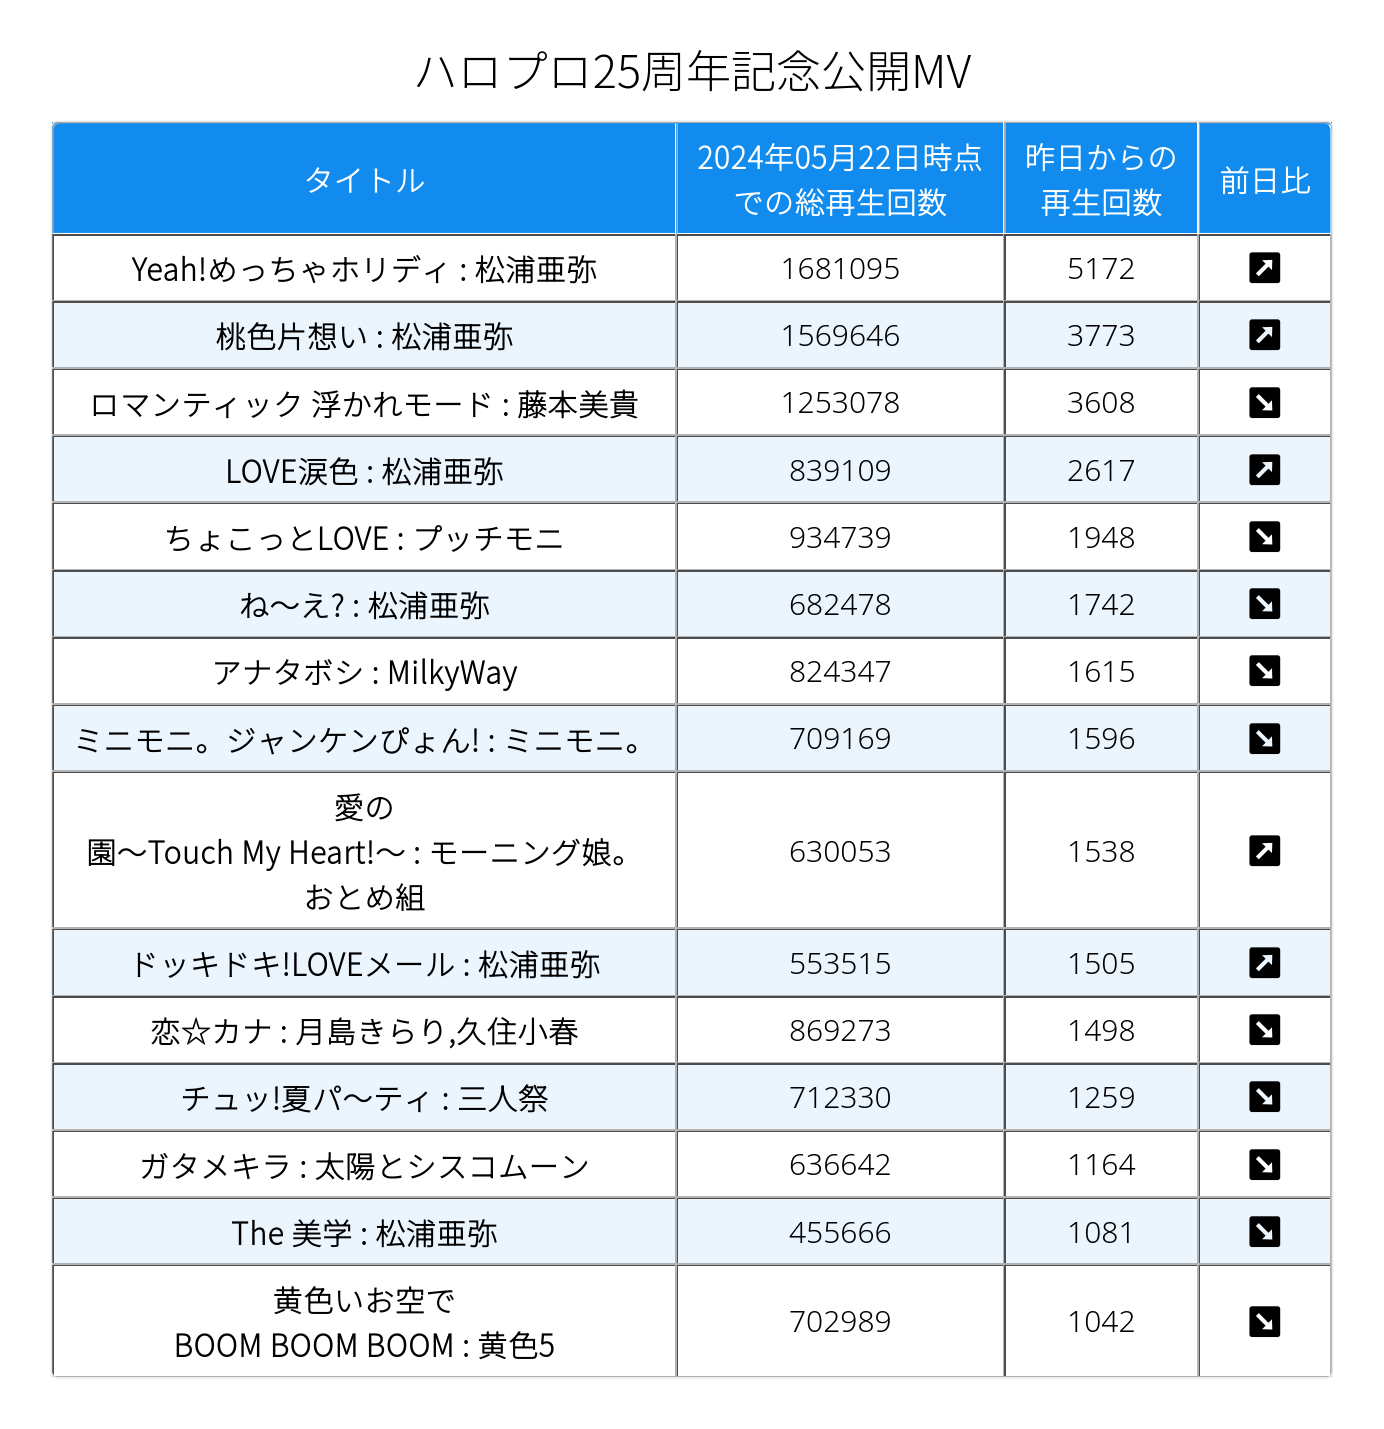 ハロプロ25周年記念公開MV
タイトル
2024年05月22日時点
での総再生回数
昨日からの
再生回数
前日比
Yeah!めっちゃホリディ : 松浦亜弥 1681095 5172
桃色片想い : 松浦亜弥 1569646 3773
ロマンティック 浮かれモード : 藤本美貴 1253078 3608
LOVE涙色 : 松浦亜弥 839109 2617
ちょこっとLOVE : プッチモニ 934739 1948
ね〜え? : 松浦亜弥 682478 1742
アナタボシ : MilkyWay 824347 1615
ミニモニ。ジャンケンぴょん! : ミニモニ。 709169 1596
愛の
園〜Touch My Heart!〜 : モーニング娘。
おとめ組
630053 1538
ドッキドキ!LOVEメール : 松浦亜弥 553515 1505
恋☆カナ : 月島きらり,久住小春 869273 1498
チュッ!夏パ〜ティ : 三人祭 712330 1259
ガタメキラ : 太陽とシスコムーン 636642 1164
The 美学 : 松浦亜弥 455666 1081
黄色いお空で
BOOM BOOM BOOM : 黄色5
702989 1042